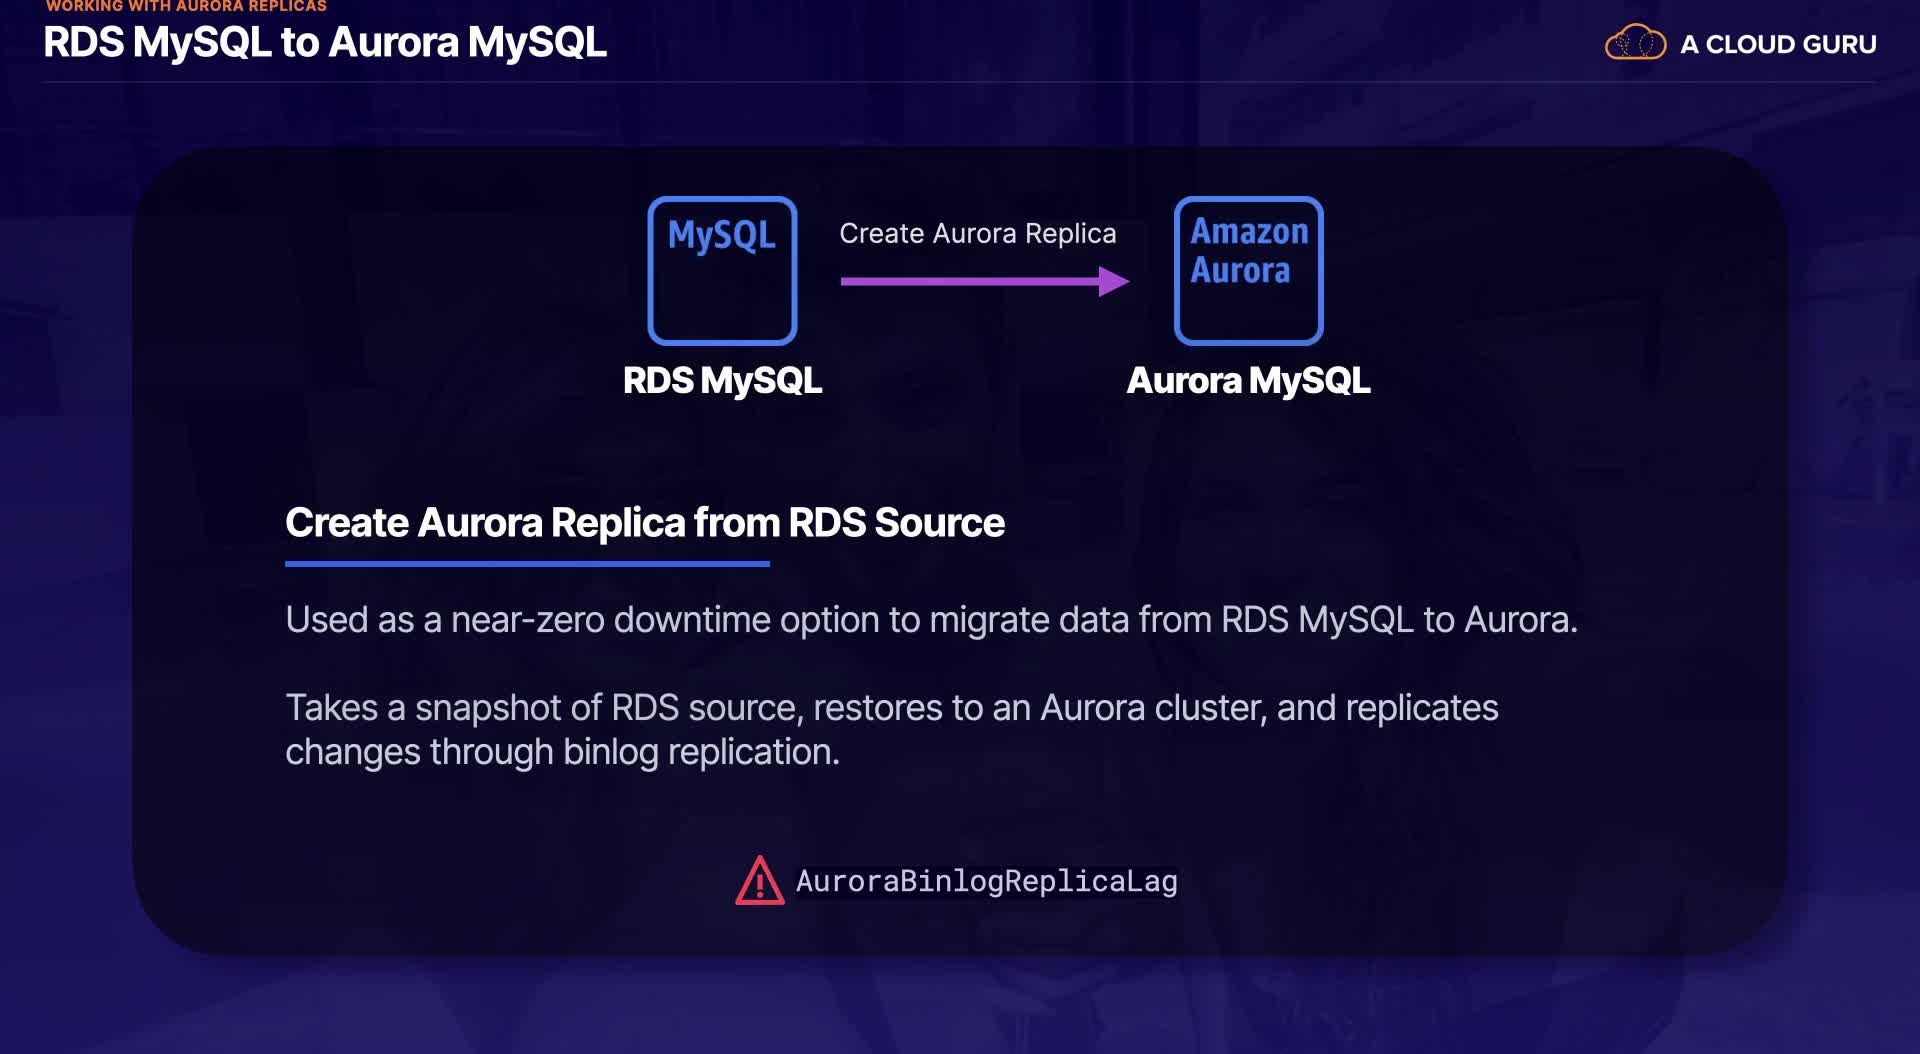 WORKING WITH AURORA REPLICAS
RDS MySQL to Aurora MySQL
A CLOUD GURU
MySQL
Create Aurora Replica
Amazon
Aurora
RDS MySQL
Aurora MySQL
Create Aurora Replica from RDS Source
Used as a near-zero downtime option to migrate data from RDS MySQL to Aurora.
Takes a snapshot of RDS source, restores to an Aurora cluster, and replicates
changes through binlog replication.
AuroraBinlogReplicaLag